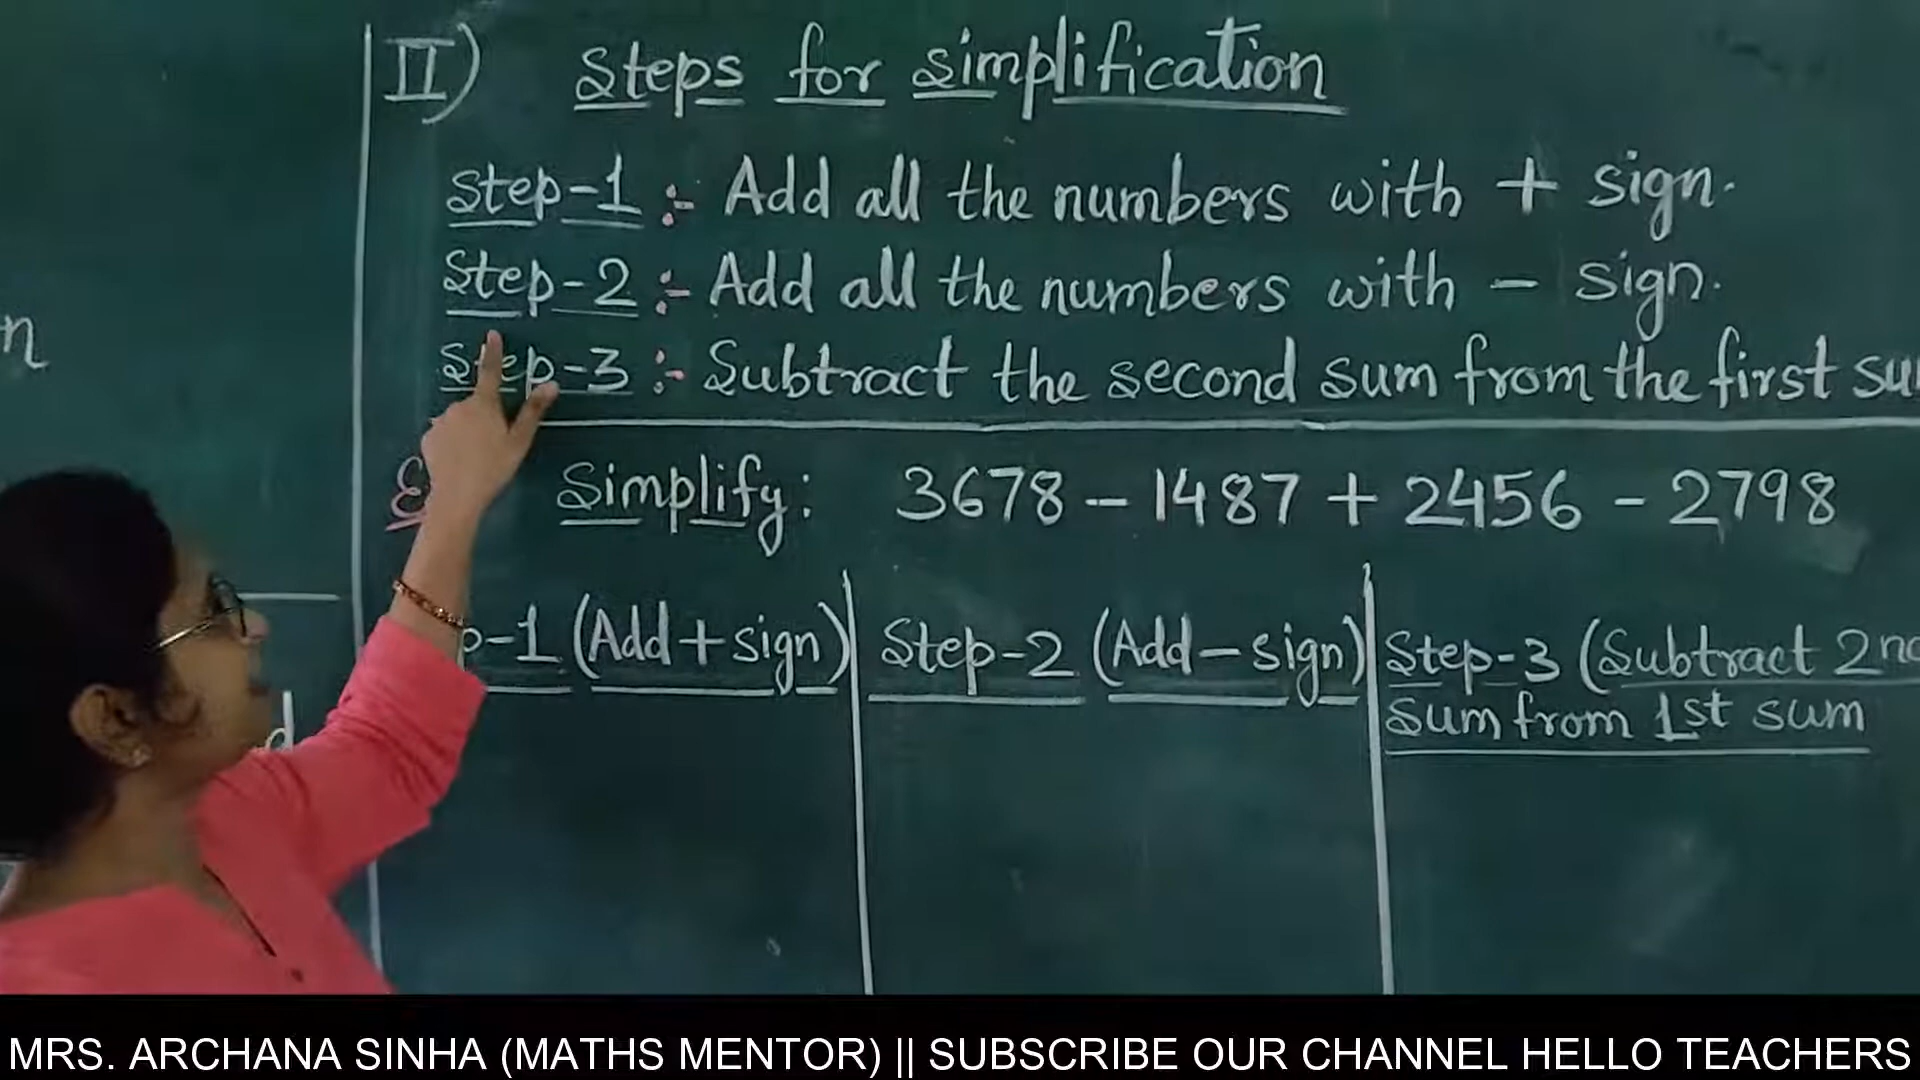 II) Steps for simplification
Step-1 :- Add all the numbers with + sign.
Step-2 :- Add all the numbers with - sign.
Step-3 :- Subtract the second sum from the first
n
Simplify: 3678 - 1487 + 2456 - 2798
p-1 (Add + sign)
Step-2 (Add - sign)
Step-3 (Subtract 2nd
sum from 1st sum
MRS. ARCHANA SINHA (MATHS MENTOR) || SUBSCRIBE OUR CHANNEL HELLO TEACHERS